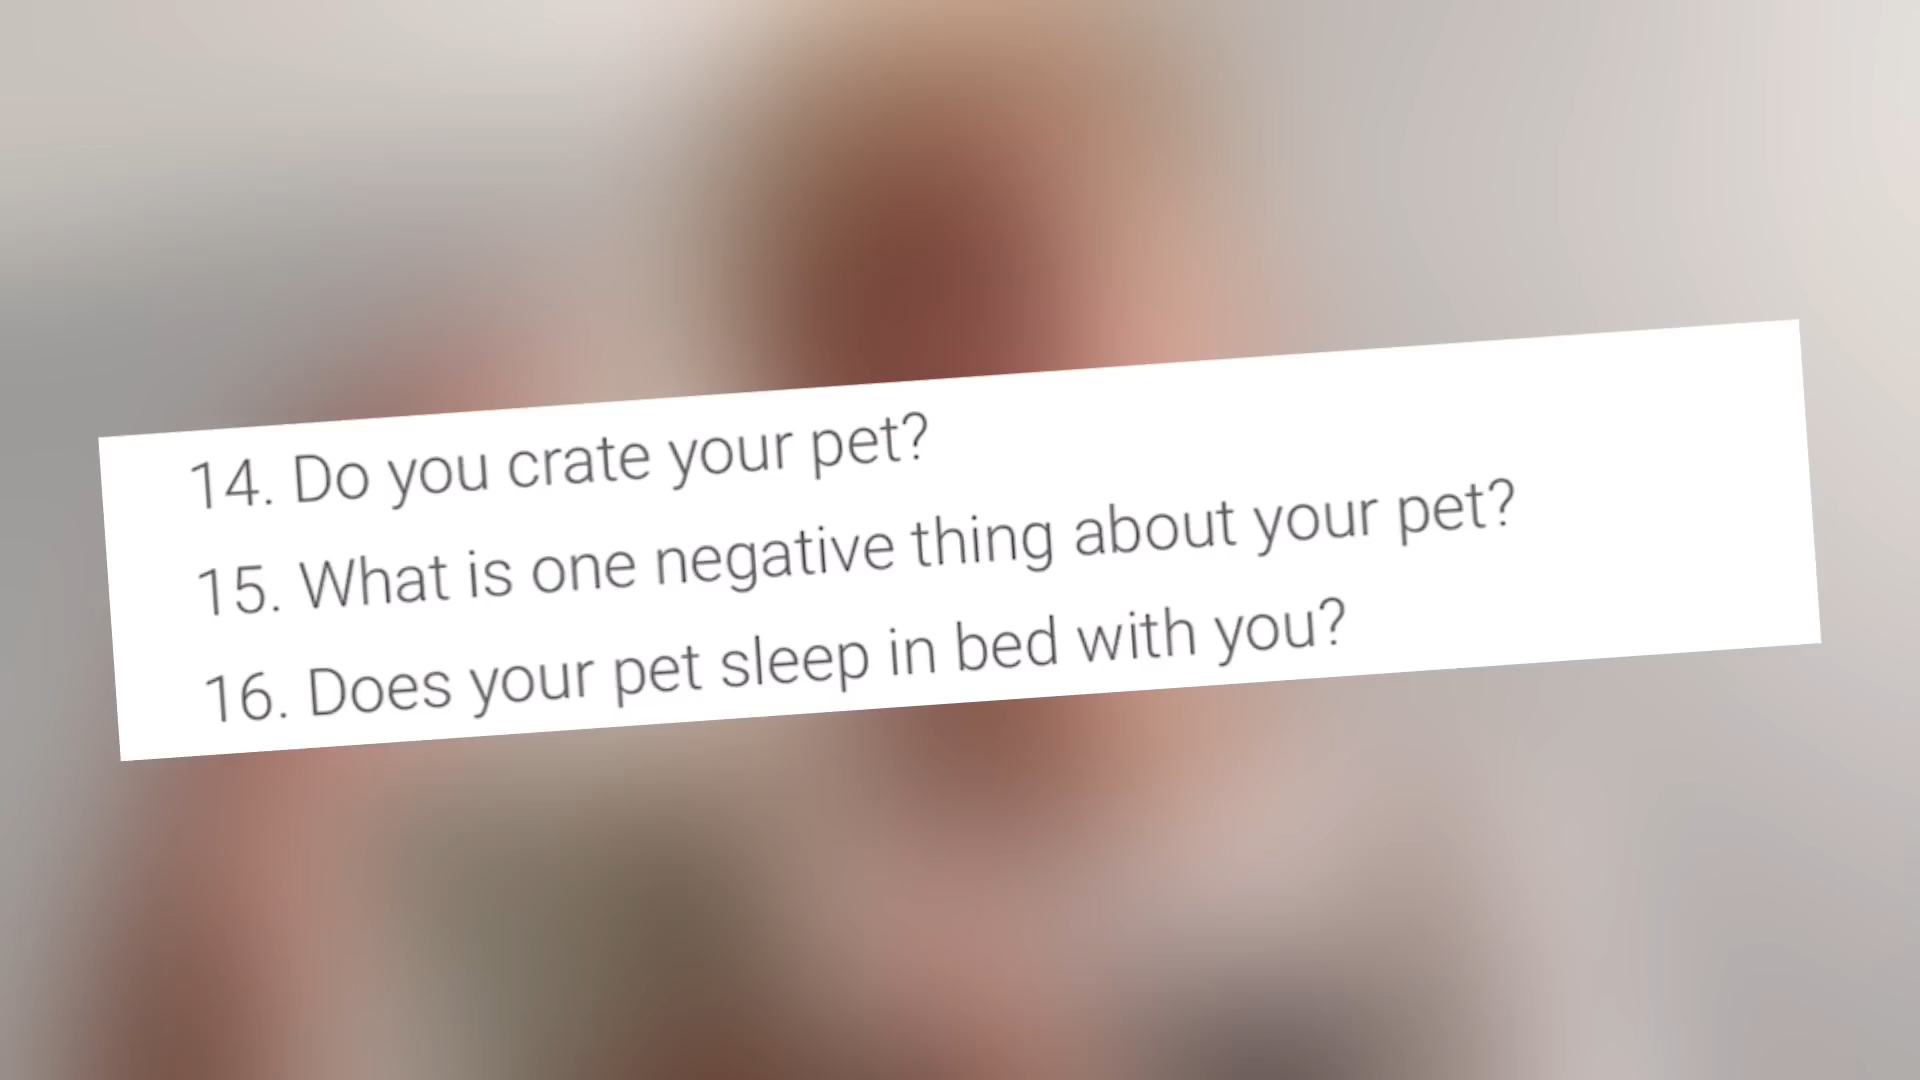 14. Do you crate your pet?
15. What is one negative thing about your pet?
16. Does your pet sleep in bed with you?